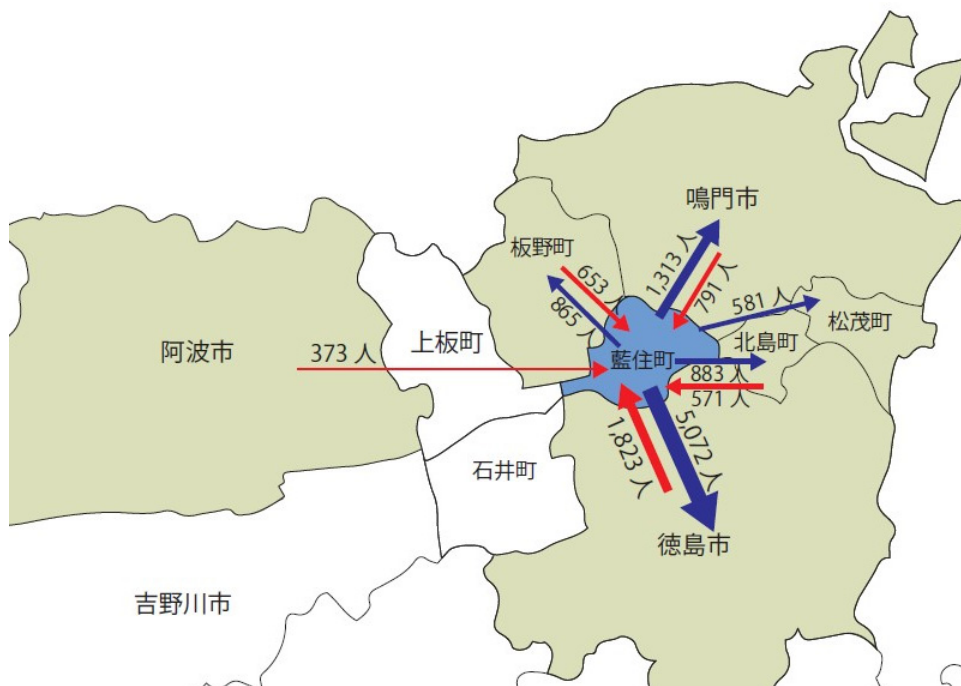 鳴門市
板野町
1,313 人
653 人
791 人
865 人
581 人
松茂町
阿波市
373 人
上板町
藍住町
北島町
883 人
571 人
1,823 人
5,072 人
石井町
徳島市
吉野川市